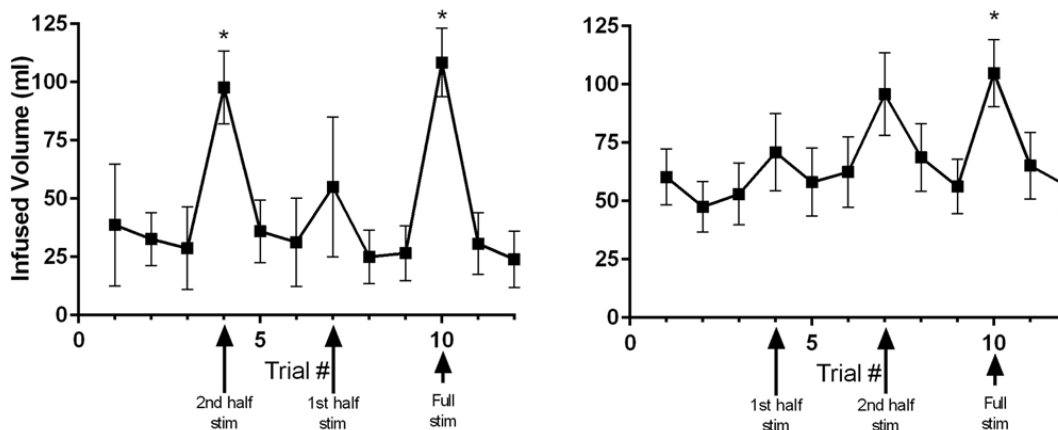 Infused Volume (ml)
125
100
75
50
25
0
*
*
0
5
10
Trial #
2nd half
stim
1st half
stim
Full
stim
125
100
75
50
25
0
*
0
5
10
Trial #
1st half
stim
2nd half
stim
Full
stim